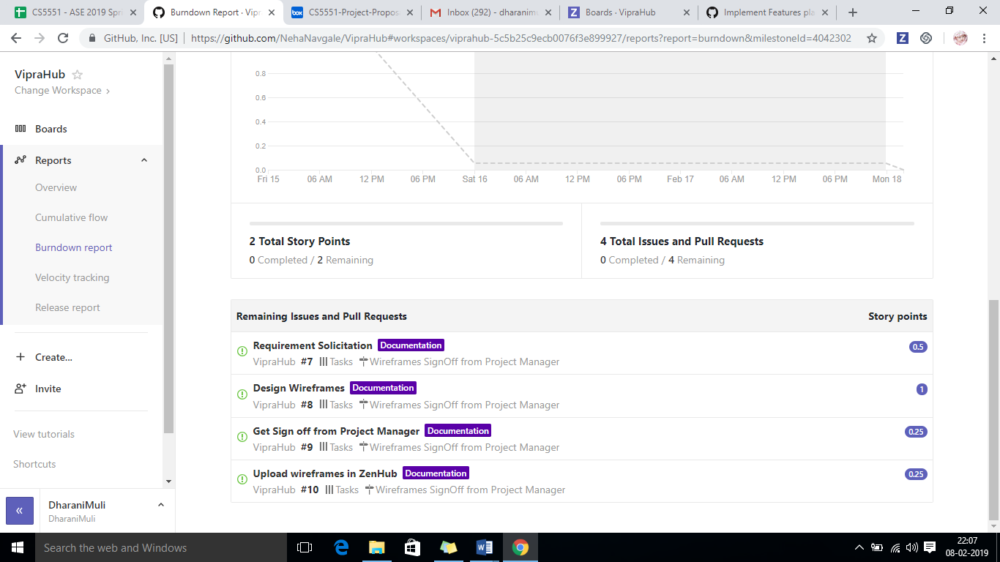 CS5551 - ASE 2019 Spri
Burndown Report · Vipr
CS5551-Project-Propos
Inbox (292) - dharanimu
Boards · VipraHub
Implement Features pla
GitHub, Inc. [US] | https://github.com/NehaNavgale/VipraHub#workspaces/viprahub-5c5b25c9ecb0076f3e899927/reports?report=burndown&milestoneId=4042302
VipraHub
Change Workspace
Boards
Reports
Overview
Cumulative flow
Burndown report
Velocity tracking
Release report
Create...
Invite
View tutorials
Shortcuts
DharaniMuli
DharaniMuli
0.8
0.6
0.4
0.2
0.0
Fri 15 06 AM 12 PM 06 PM Sat 16 06 AM 12 PM 06 PM Feb 17 06 AM 12 PM 06 PM Mon 18
2 Total Story Points
0 Completed / 2 Remaining
4 Total Issues and Pull Requests
0 Completed / 4 Remaining
Remaining Issues and Pull Requests Story points
Requirement Solicitation Documentation 0.5
VipraHub #7 Tasks Wireframes SignOff from Project Manager
Design Wireframes Documentation 1
VipraHub #8 Tasks Wireframes SignOff from Project Manager
Get Sign off from Project Manager Documentation 0.25
VipraHub #9 Tasks Wireframes SignOff from Project Manager
Upload wireframes in ZenHub Documentation 0.25
VipraHub #10 Tasks Wireframes SignOff from Project Manager
Search the web and Windows
22:07
08-02-2019